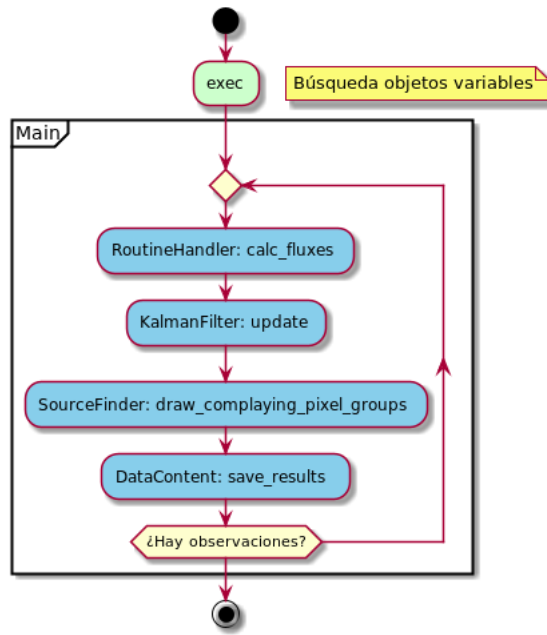 exec
Búsqueda objetos variables
Main
RoutineHandler: calc_fluxes
KalmanFilter: update
SourceFinder: draw_complaying_pixel_groups
DataContent: save_results
¿Hay observaciones?